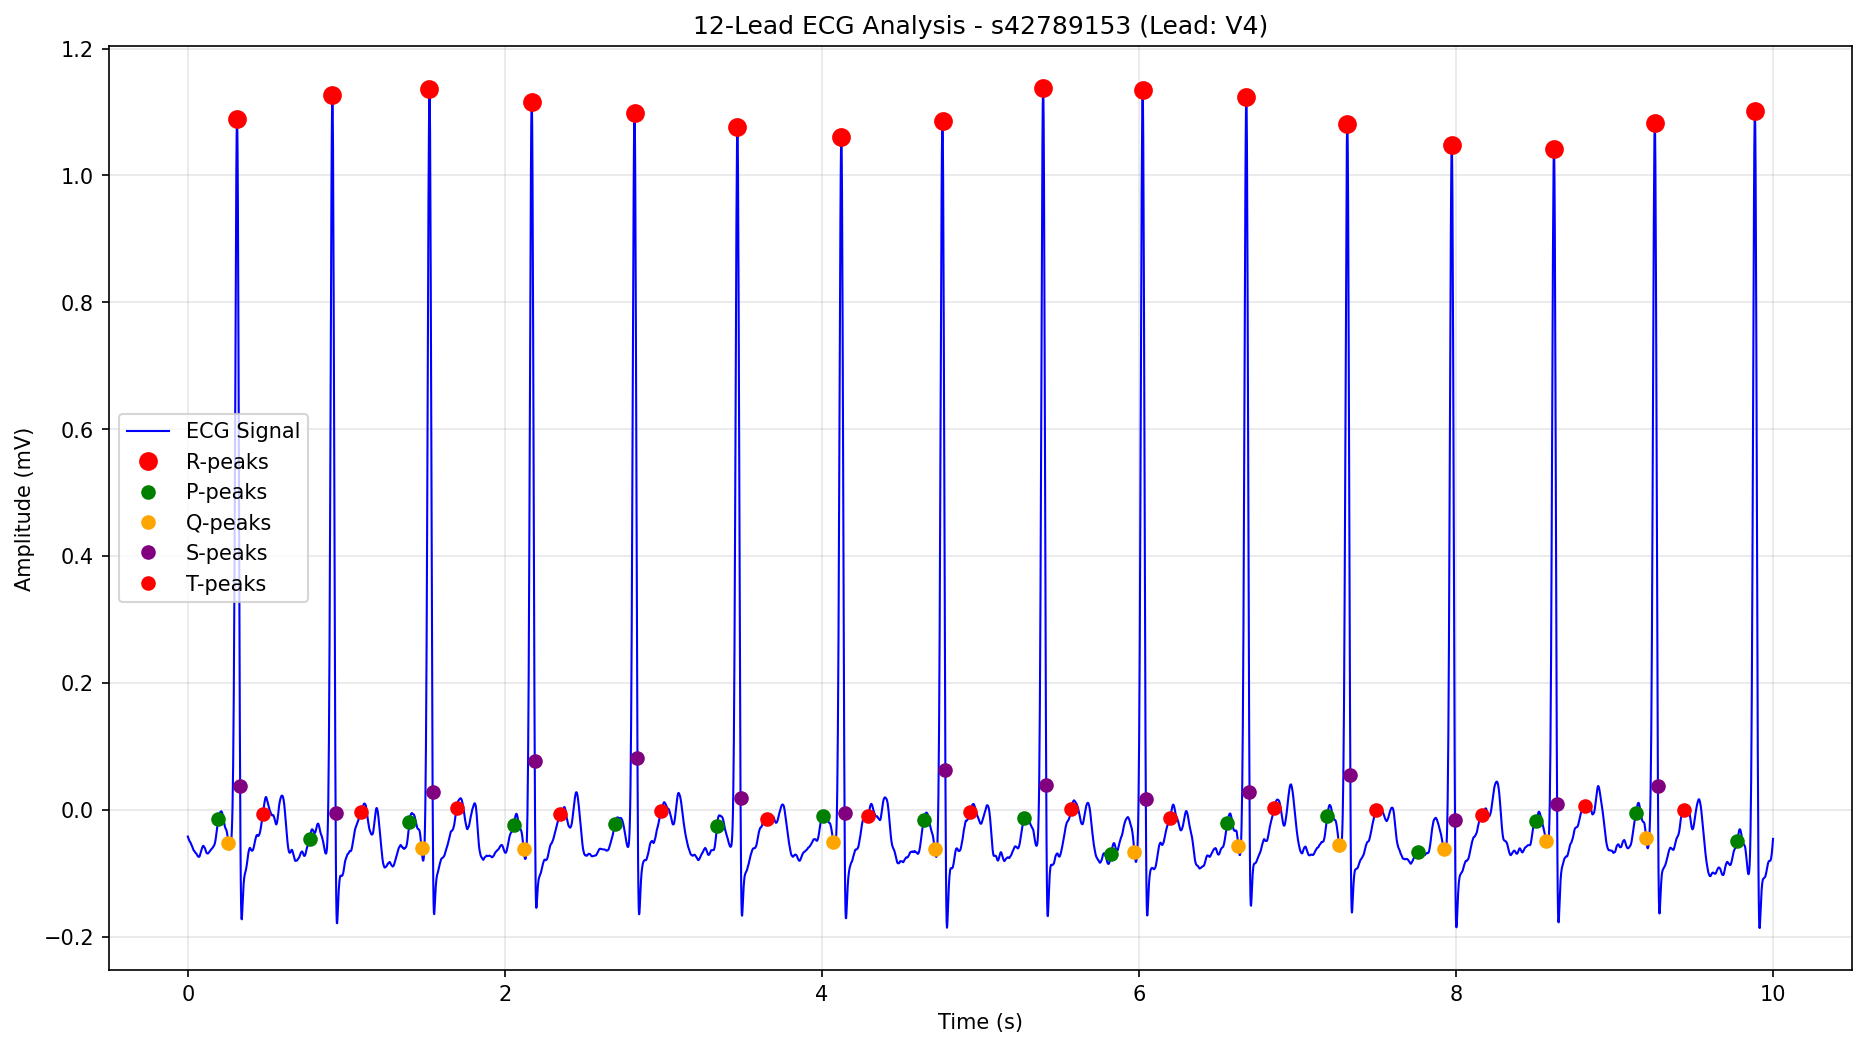 12-Lead ECG Analysis - s42789153 (Lead: V4)
1.2
1.0
0.8
0.6
0.4
0.2
0.0
−0.2
Amplitude (mV)
ECG Signal
R-peaks
P-peaks
Q-peaks
S-peaks
T-peaks
0 2 4 6 8 10
Time (s)